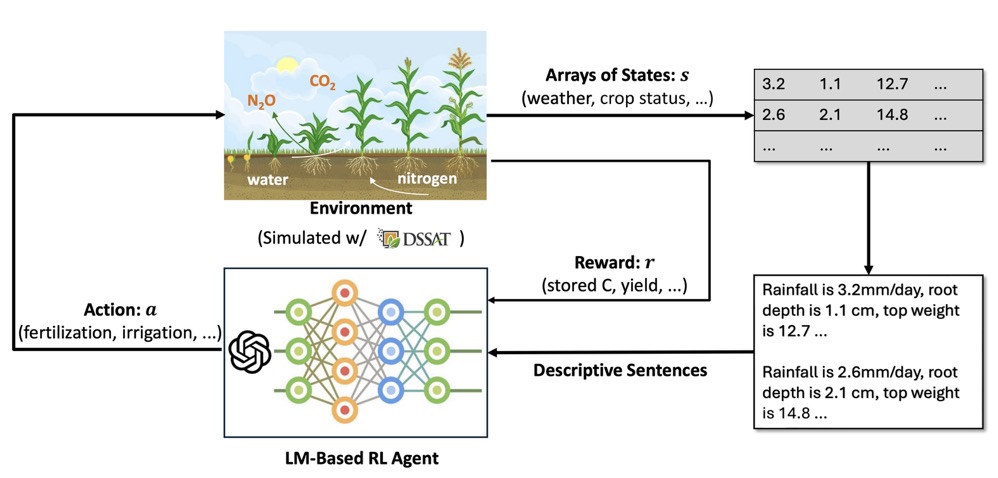 CO2
N2O
water
nitrogen
Environment
(Simulated w/ DSSAT )
Arrays of States: s
(weather, crop status, ...)
3.2 1.1 12.7 ...
2.6 2.1 14.8 ...
... ... ... ...
Reward: r
(stored C, yield, ...)
Rainfall is 3.2mm/day, root
depth is 1.1 cm, top weight
is 12.7 ...
Rainfall is 2.6mm/day, root
depth is 2.1 cm, top weight
is 14.8 ...
Descriptive Sentences
Action: a
(fertilization, irrigation, ...)
LM-Based RL Agent